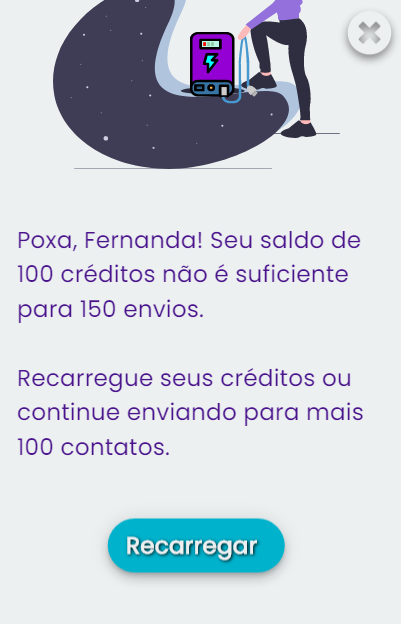 Poxa, Fernanda! Seu saldo de
100 créditos não é suficiente
para 150 envios.
Recarregue seus créditos ou
continue enviando para mais
100 contatos.
Recarregar